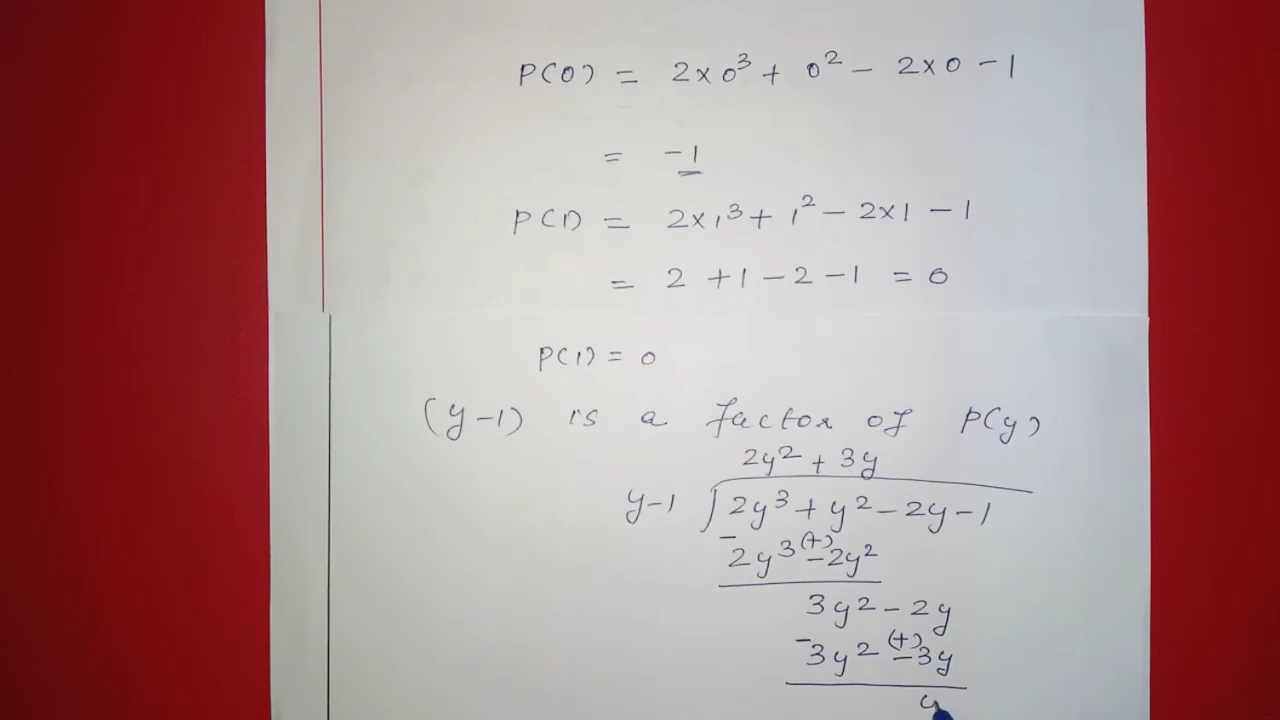 P(0) = 2×0³ + 0² - 2×0 - 1
= -1
P(1) = 2×1³ + 1² - 2×1 - 1
= 2 + 1 - 2 - 1 = 0
P(1) = 0
(y-1) is a factor of P(y)
2y² + 3y
y-1 ) 2y³ + y² - 2y - 1
- (+)
2y³ - 2y²
3y² - 2y
- (+)
3y² - 3y
y